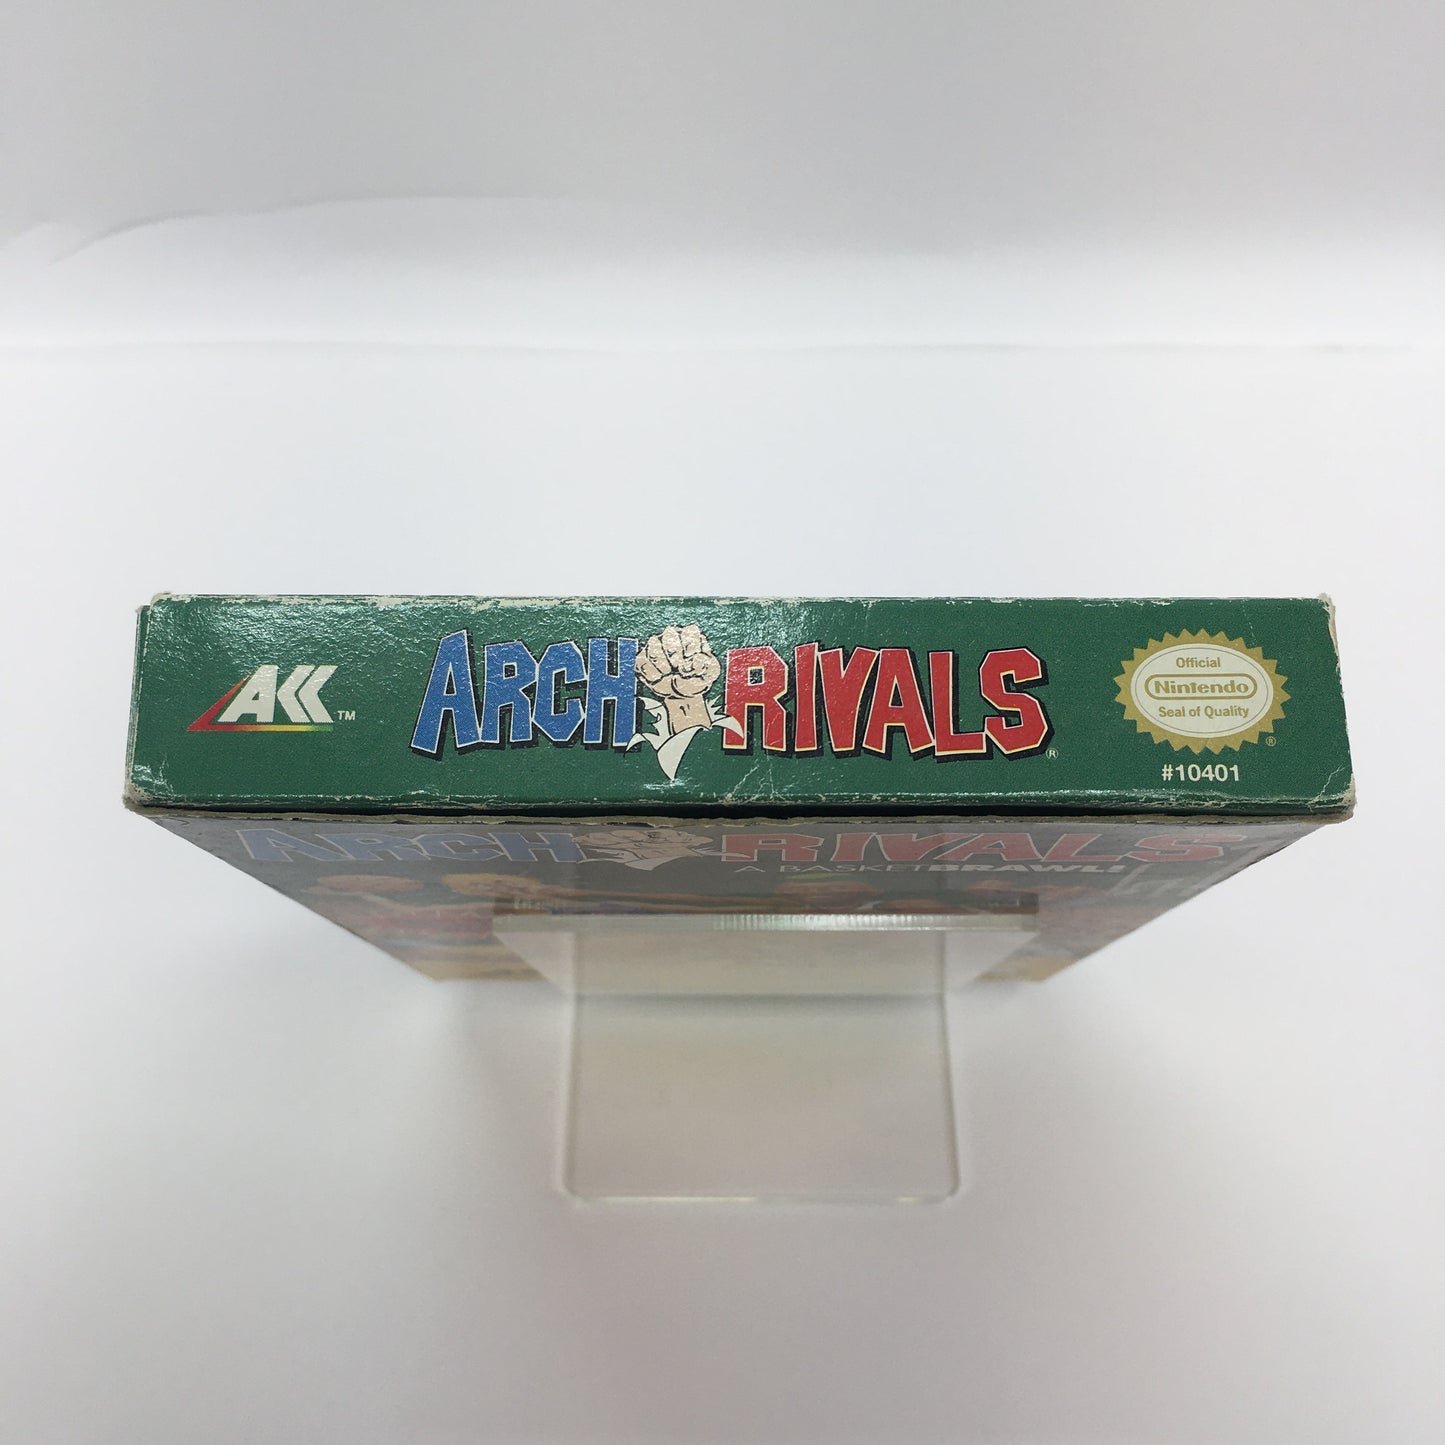 AKK™
ARCH RIVALS®
Official
Nintendo
Seal of Quality
®
#10401
ARCH RIVALS
A BASKETBRAWL!